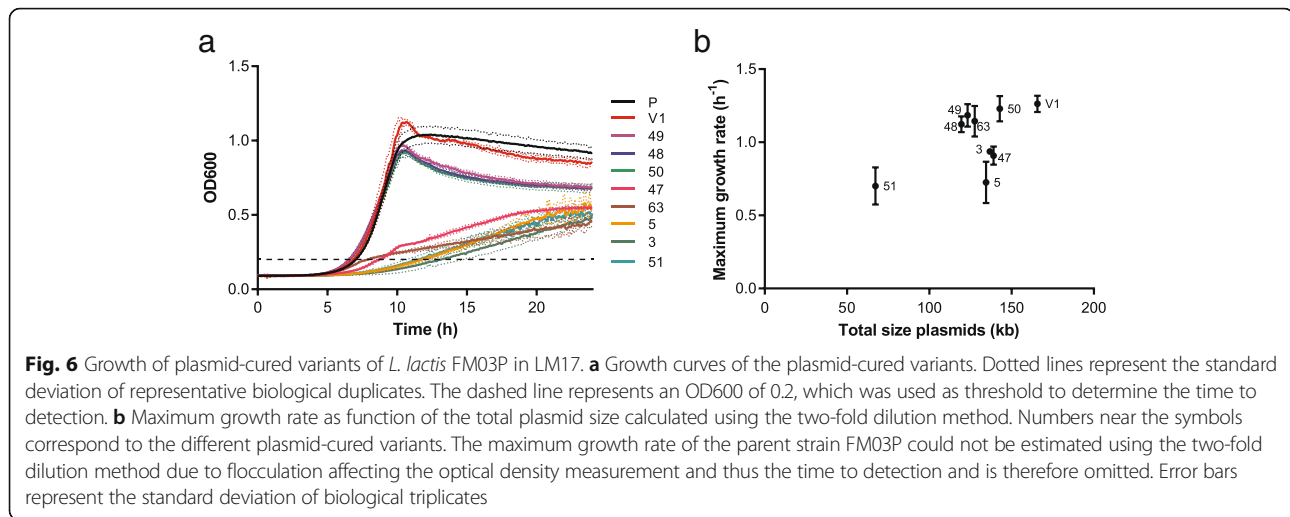 a
b
1.5
1.0
0.5
0.0
OD600
0
5
10
15
20
Time (h)
P
V1
49
48
50
47
63
5
3
51
1.5
1.0
0.5
0.0
Maximum growth rate (h⁻¹)
49
48
63
50
V1
3
47
5
51
0
50
100
150
200
Total size plasmids (kb)
Fig. 6 Growth of plasmid-cured variants of L. lactis FM03P in LM17. a Growth curves of the plasmid-cured variants. Dotted lines represent the standard
deviation of representative biological duplicates. The dashed line represents an OD600 of 0.2, which was used as threshold to determine the time to
detection. b Maximum growth rate as function of the total plasmid size calculated using the two-fold dilution method. Numbers near the symbols
correspond to the different plasmid-cured variants. The maximum growth rate of the parent strain FM03P could not be estimated using the two-fold
dilution method due to flocculation affecting the optical density measurement and thus the time to detection and is therefore omitted. Error bars
represent the standard deviation of biological triplicates